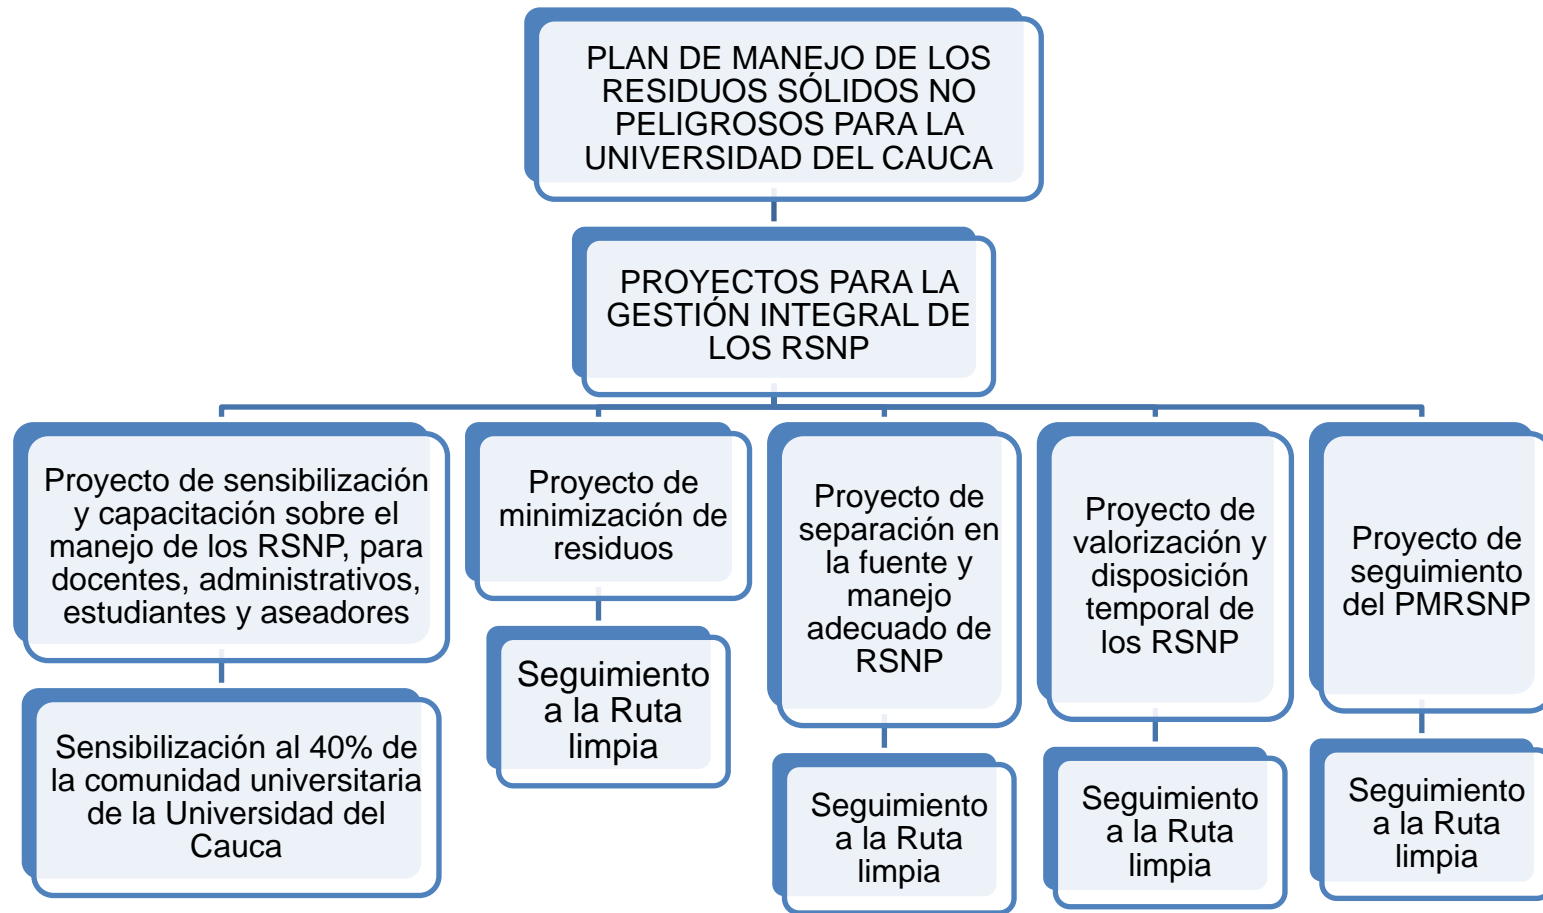 PLAN DE MANEJO DE LOS
RESIDUOS SÓLIDOS NO
PELIGROSOS PARA LA
UNIVERSIDAD DEL CAUCA
PROYECTOS PARA LA
GESTIÓN INTEGRAL DE
LOS RSNP
Proyecto de sensibilización
y capacitación sobre el
manejo de los RSNP, para
docentes, administrativos,
estudiantes y aseadores
Sensibilización al 40% de
la comunidad universitaria
de la Universidad del
Cauca
Proyecto de
minimización de
residuos
Seguimiento
a la Ruta
limpia
Proyecto de
separación en
la fuente y
manejo
adecuado de
RSNP
Seguimiento
a la Ruta
limpia
Proyecto de
valorización y
disposición
temporal de
los RSNP
Seguimiento
a la Ruta
limpia
Proyecto de
seguimiento
del PMRSNP
Seguimiento
a la Ruta
limpia